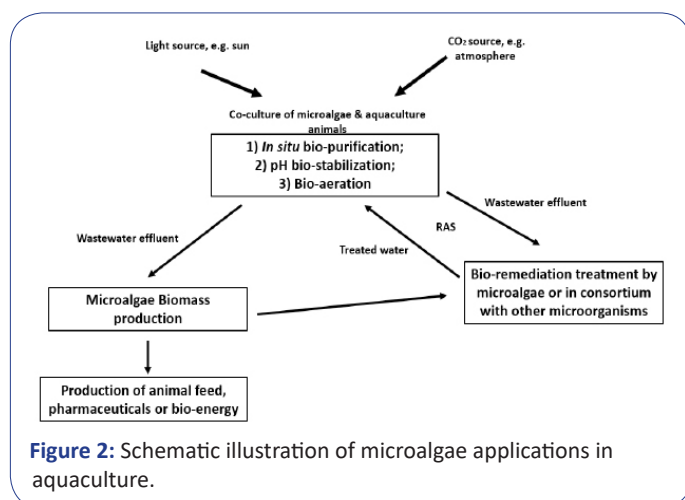 Light source, e.g. sun
CO₂ source, e.g.
atmosphere
Co-culture of microalgae & aquaculture
animals
1) In situ bio-purification;
2) pH bio-stabilization;
3) Bio-aeration
Wastewater effluent
Wastewater effluent
RAS
Treated water
Bio-remediation treatment by
microalgae or in consortium
with other microorganisms
Microalgae Biomass
production
Production of animal feed,
pharmaceuticals or bio-energy
Figure 2: Schematic illustration of microalgae applications in
aquaculture.